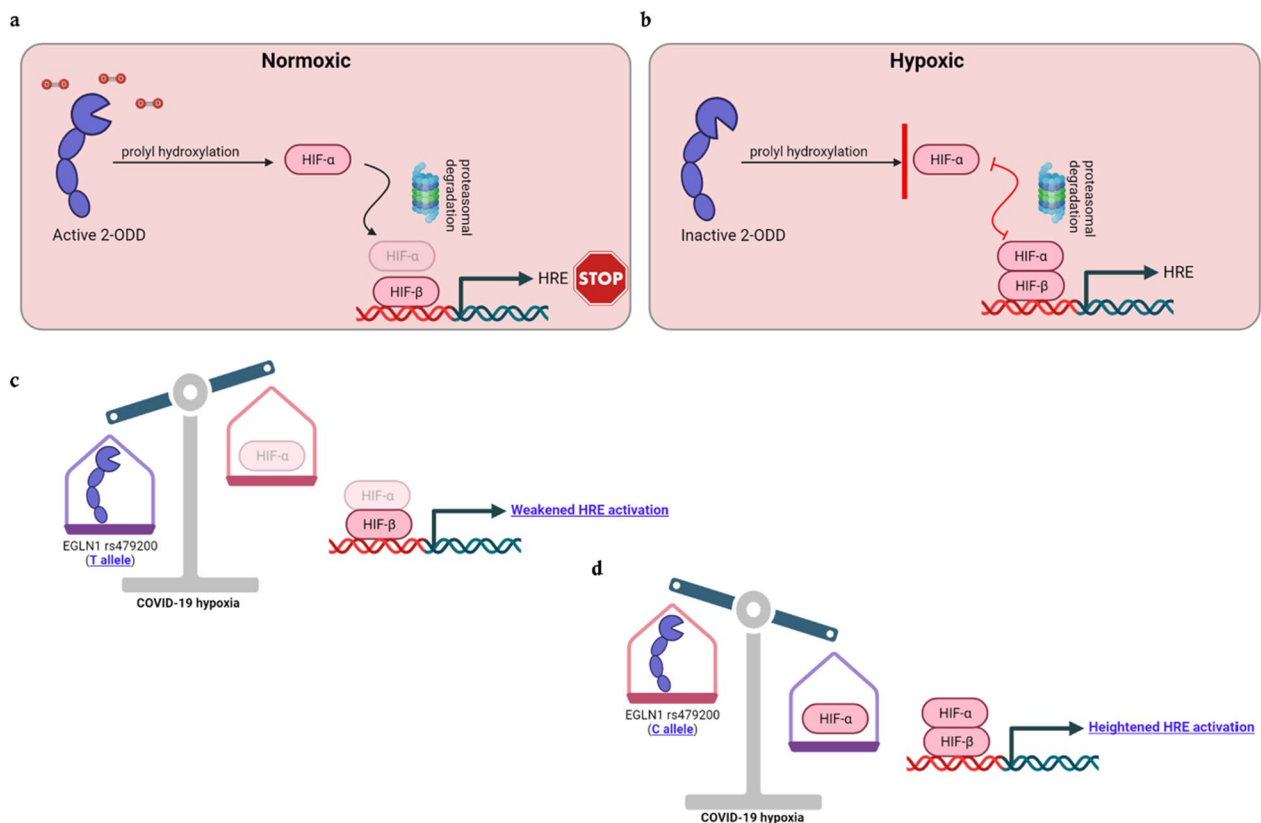 a
Normoxic
prolyl hydroxylation
HIF-α
proteasomal
degradation
Active 2-ODD
HIF-α
HIF-β
HRE
STOP
b
Hypoxic
prolyl hydroxylation
HIF-α
proteasomal
degradation
Inactive 2-ODD
HIF-α
HIF-β
HRE
c
HIF-α
EGLN1 rs479200
(T allele)
COVID-19 hypoxia
HIF-α
HIF-β
Weakened HRE activation
d
EGLN1 rs479200
(C allele)
HIF-α
COVID-19 hypoxia
HIF-α
HIF-β
Heightened HRE activation